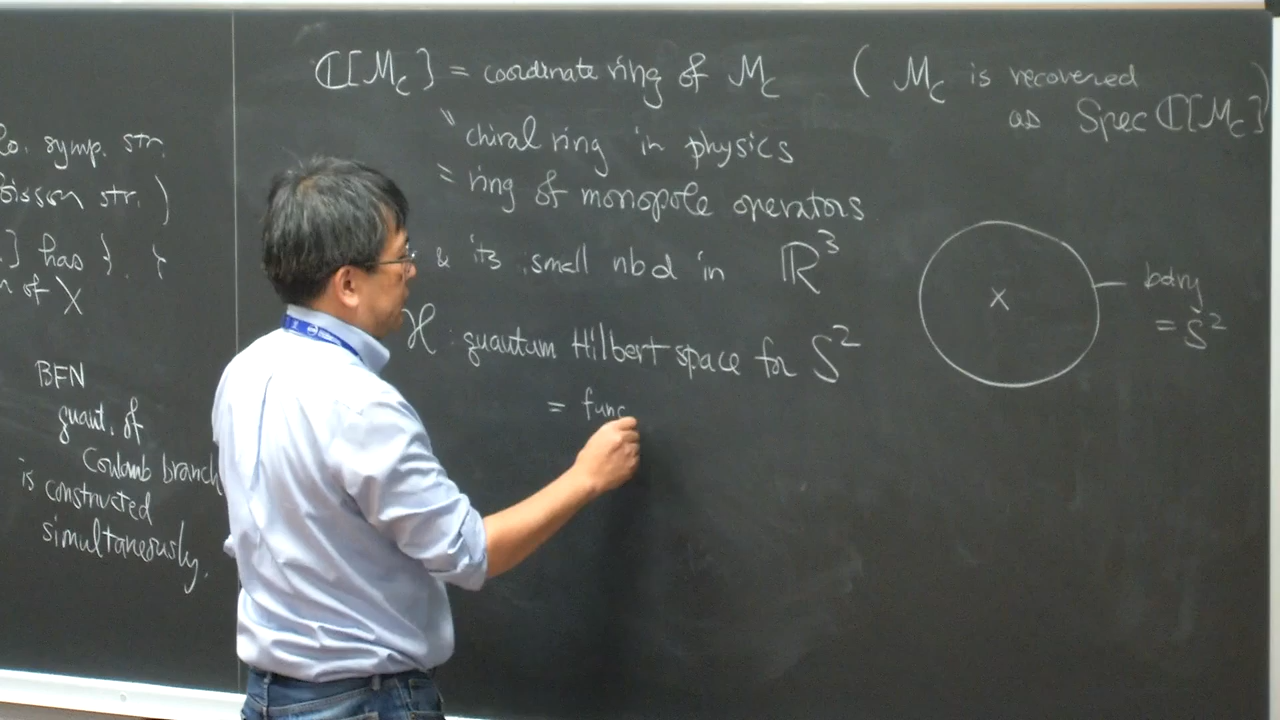 symp. str.
str. )
] has { . }
of X
BFN
quant. of
Coulomb branch
is constructed
simultaneously.
ℂ[M_C] = coordinate ring of M_C ( M_C is recovered
as Spec ℂ[M_C] )
" chiral ring in physics
= ring of monopole operators
& its small nbd in ℝ³
ℋ : quantum Hilbert space for S²
= func
x
bdry
= S²